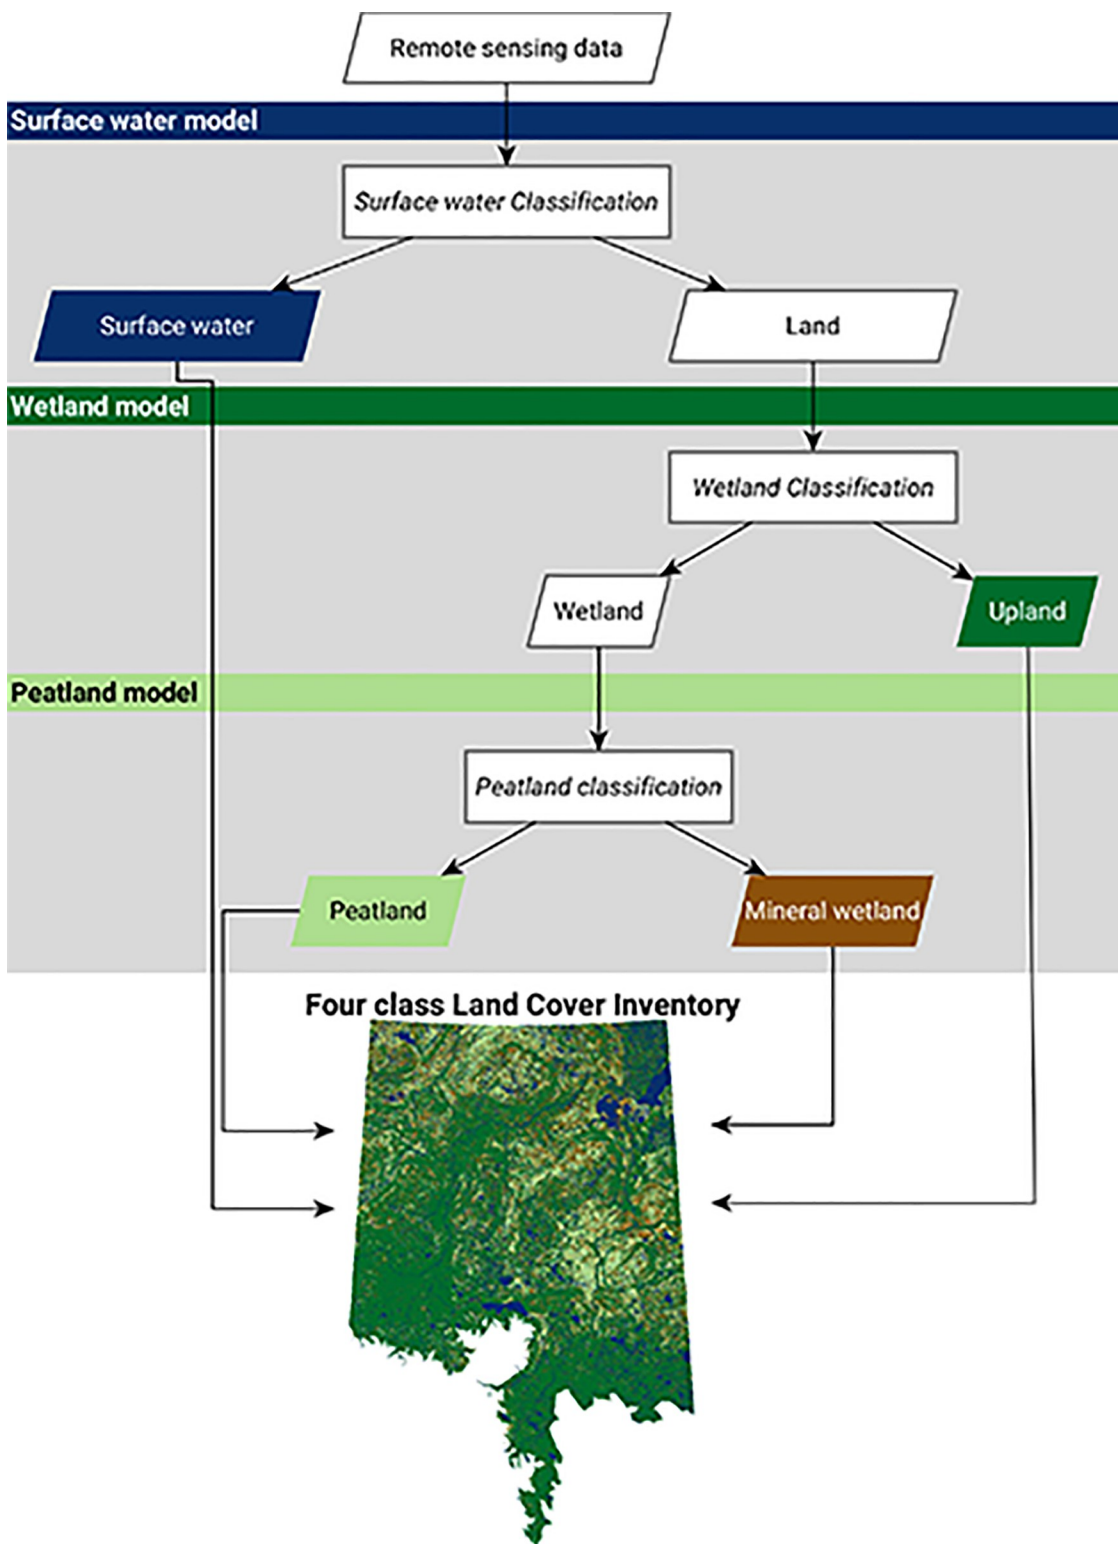 Remote sensing data
Surface water model
Surface water Classification
Surface water
Land
Wetland model
Wetland Classification
Wetland
Upland
Peatland model
Peatland classification
Peatland
Mineral wetland
Four class Land Cover Inventory